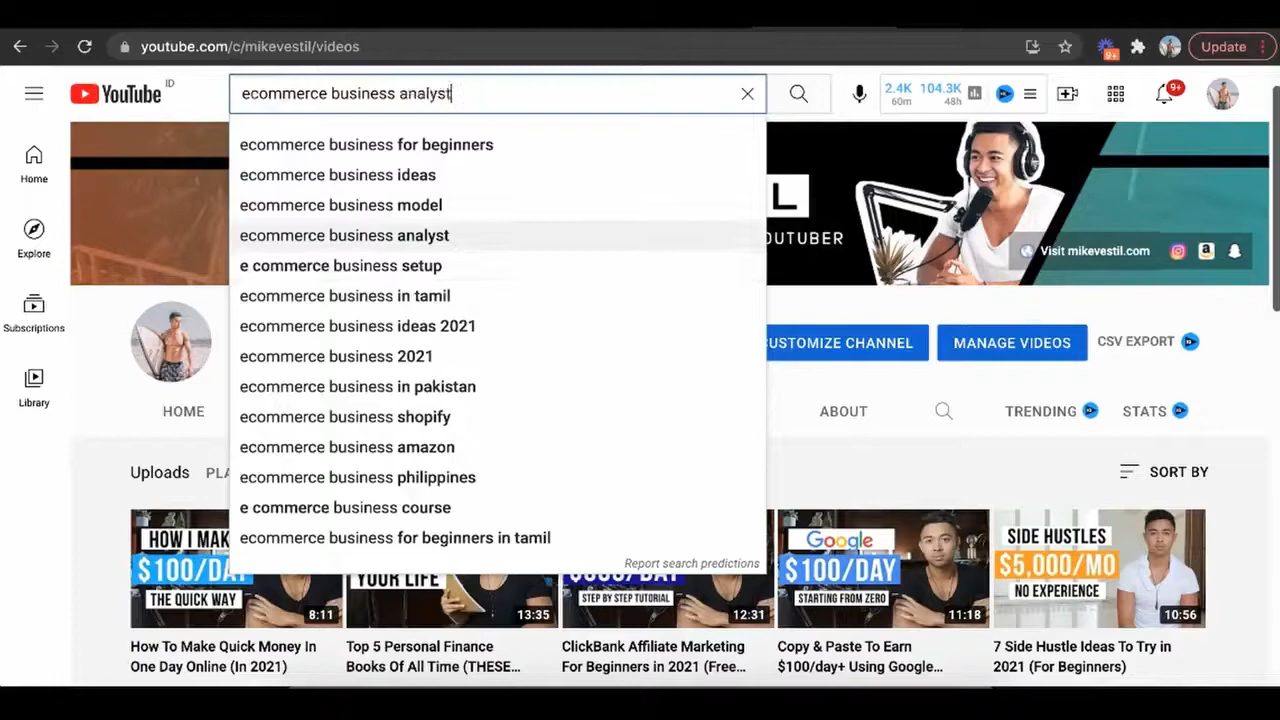 youtube.com/c/mikevestil/videos
Update
9+
YouTube ID
ecommerce business analyst
2.4K 104.3K
60m 48h
9+
ecommerce business for beginners
ecommerce business ideas
ecommerce business model
ecommerce business analyst
e commerce business setup
ecommerce business in tamil
ecommerce business ideas 2021
ecommerce business 2021
ecommerce business in pakistan
ecommerce business shopify
ecommerce business amazon
ecommerce business philippines
e commerce business course
ecommerce business for beginners in tamil
Report search predictions
Home
Explore
Subscriptions
Library
L
OUTUBER
Visit mikevestil.com
CUSTOMIZE CHANNEL
MANAGE VIDEOS
CSV EXPORT
HOME
ABOUT
TRENDING
STATS
Uploads
PLA
SORT BY
HOW I MAK
$100/DAY
THE QUICK WAY
8:11
YOUR LIFE
13:35
STEP BY STEP TUTORIAL
12:31
Google
$100/DAY
STARTING FROM ZERO
11:18
SIDE HUSTLES
$5,000/MO
NO EXPERIENCE
10:56
How To Make Quick Money In
One Day Online (In 2021)
Top 5 Personal Finance
Books Of All Time (THESE...
ClickBank Affiliate Marketing
For Beginners in 2021 (Free...
Copy & Paste To Earn
$100/day+ Using Google...
7 Side Hustle Ideas To Try in
2021 (For Beginners)